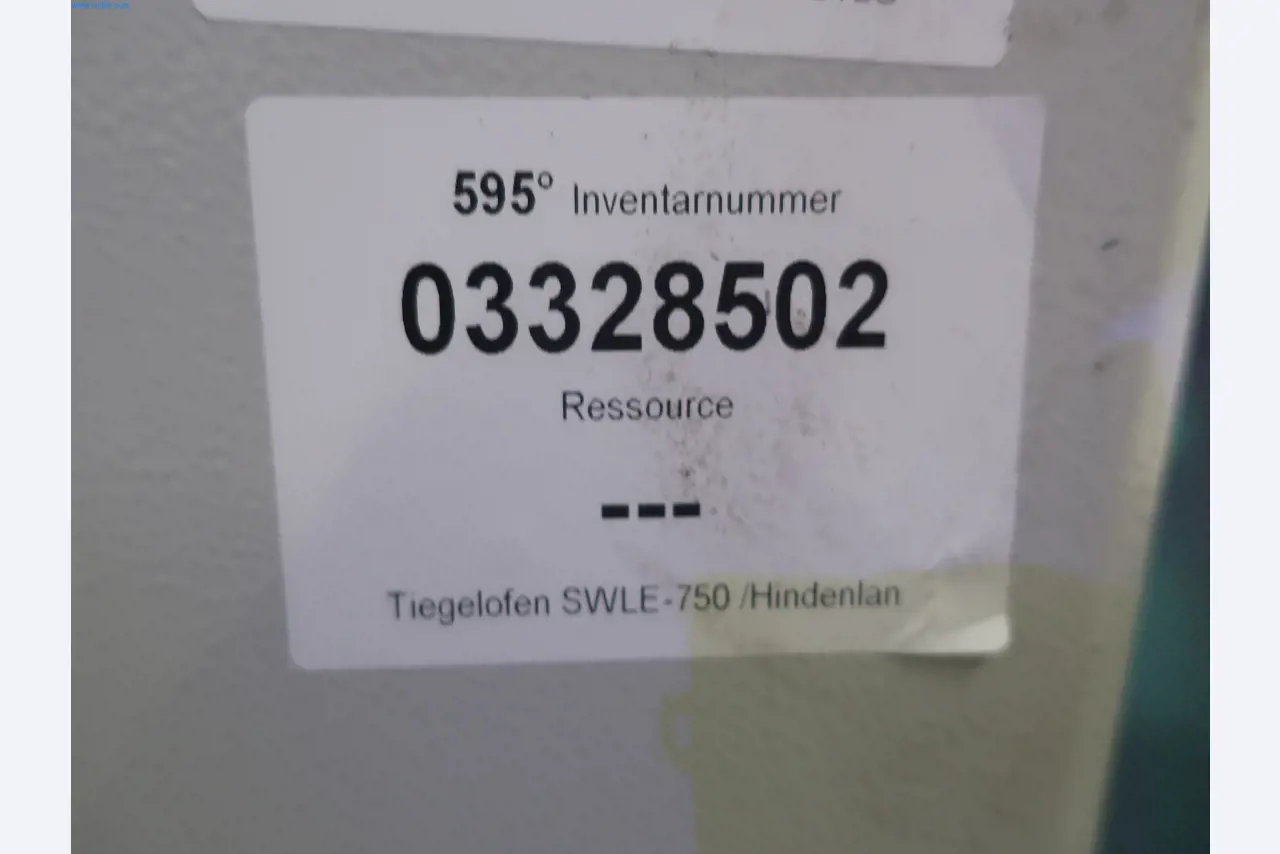 595° Inventarnummer
03328502
Ressource
---
Tiegelofen SWLE-750 /Hindenlan